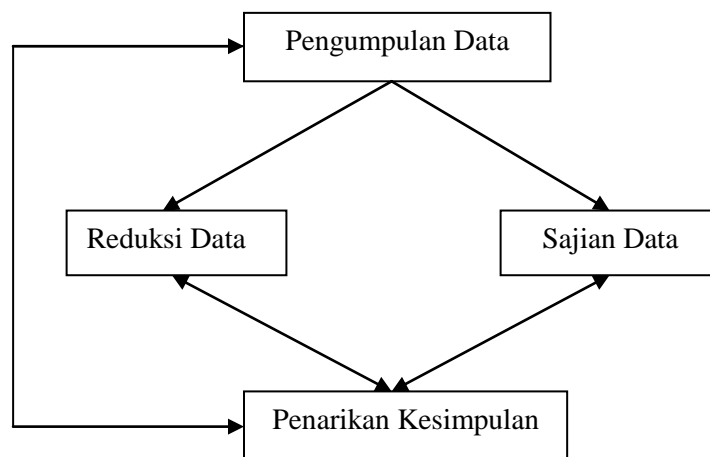 Pengumpulan Data
Reduksi Data
Sajian Data
Penarikan Kesimpulan